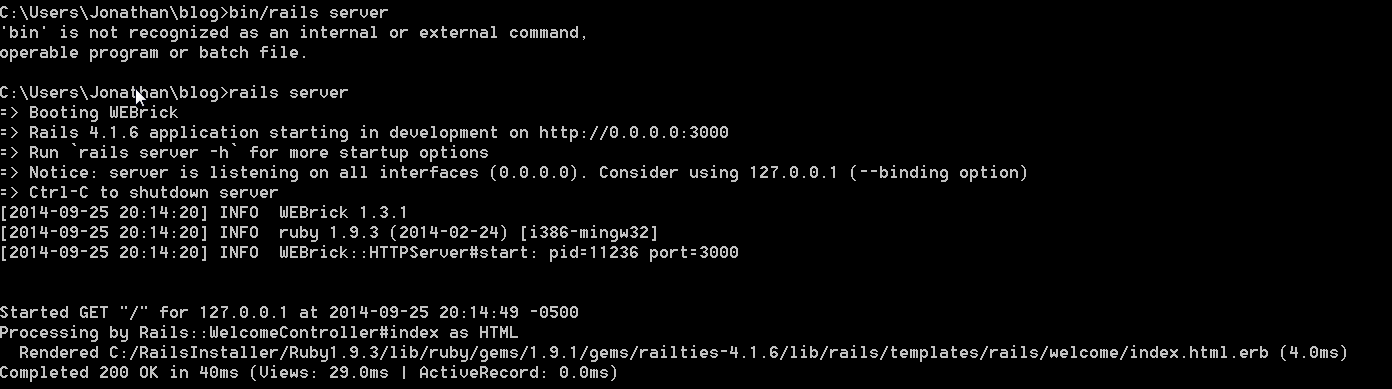 C:\Users\Jonathan\blog>bin/rails server
'bin' is not recognized as an internal or external command,
operable program or batch file.
C:\Users\Jonathan\blog>rails server
=> Booting WEBrick
=> Rails 4.1.6 application starting in development on http://0.0.0.0:3000
=> Run `rails server -h` for more startup options
=> Notice: server is listening on all interfaces (0.0.0.0). Consider using 127.0.0.1 (--binding option)
=> Ctrl-C to shutdown server
[2014-09-25 20:14:20] INFO  WEBrick 1.3.1
[2014-09-25 20:14:20] INFO  ruby 1.9.3 (2014-02-24) [i386-mingw32]
[2014-09-25 20:14:20] INFO  WEBrick::HTTPServer#start: pid=11236 port=3000
Started GET "/" for 127.0.0.1 at 2014-09-25 20:14:49 -0500
Processing by Rails::WelcomeController#index as HTML
  Rendered C:/RailsInstaller/Ruby1.9.3/lib/ruby/gems/1.9.1/gems/railties-4.1.6/lib/rails/templates/rails/welcome/index.html.erb (4.0ms)
Completed 200 OK in 40ms (Views: 29.0ms | ActiveRecord: 0.0ms)